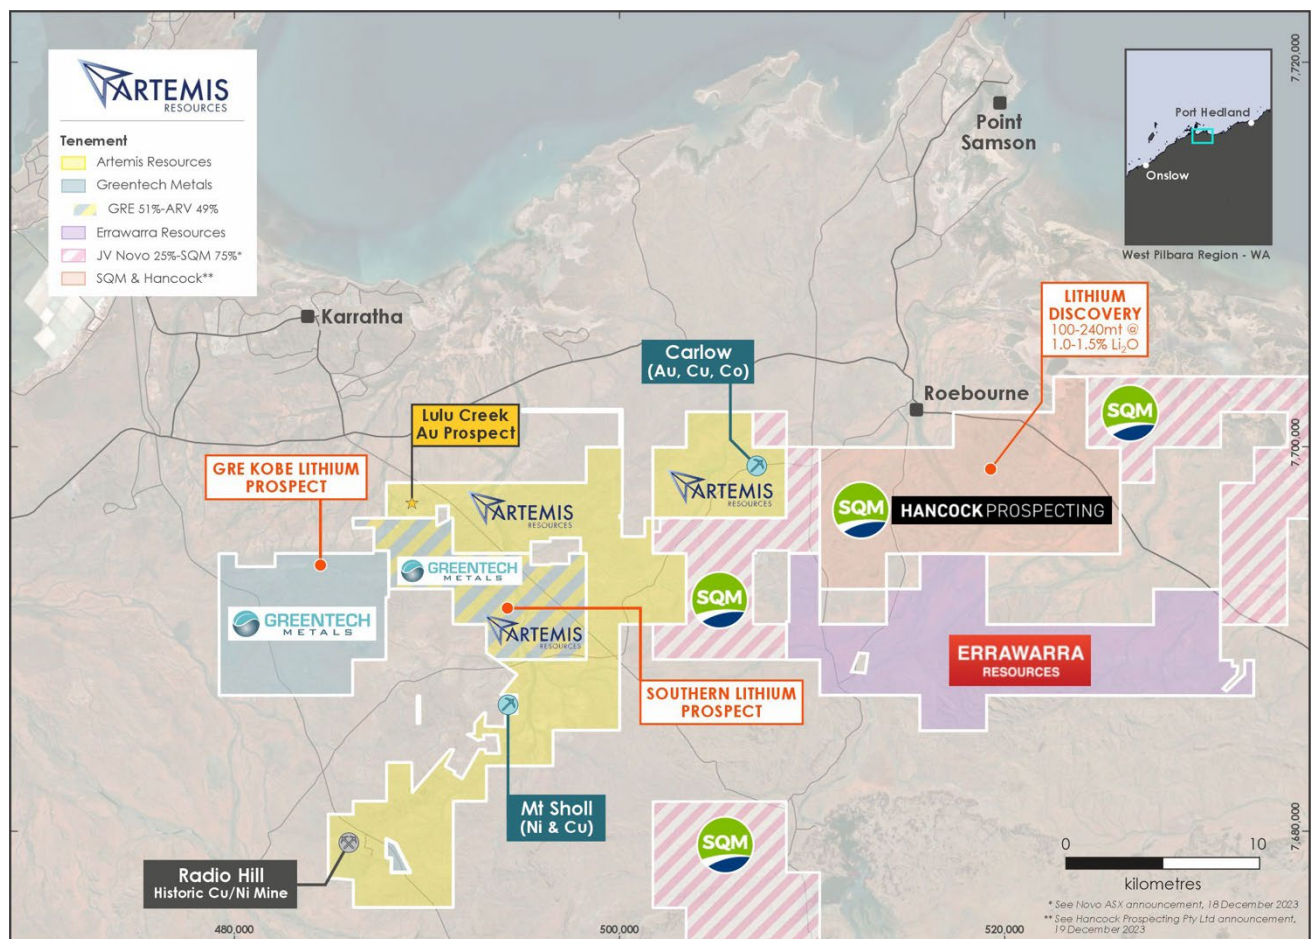 ARTEMIS
RESOURCES
Tenement
Artemis Resources
Greentech Metals
GRE 51%-ARV 49%
Errawarra Resources
JV Novo 25%-SQM 75%*
SQM & Hancock**
7,720,000
Port Hedland
Onslow
West Pilbara Region - WA
Point
Samson
Karratha
LITHIUM
DISCOVERY
100-240mt @
1.0-1.5% Li₂O
Carlow
(Au, Cu, Co)
Roebourne
Lulu Creek
Au Prospect
SQM
7,700,000
GRE KOBE LITHIUM
PROSPECT
ARTEMIS
RESOURCES
ARTEMIS
RESOURCES
SQM
HANCOCK PROSPECTING
GREENTECH
METALS
SQM
GREENTECH
METALS
ARTEMIS
RESOURCES
ERRAWARRA
RESOURCES
SOUTHERN LITHIUM
PROSPECT
Mt Sholl
(Ni & Cu)
SQM
7,680,000
Radio Hill
Historic Cu/Ni Mine
0 10
kilometres
* See Novo ASX announcement, 18 December 2023
** See Hancock Prospecting Pty Ltd announcement,
19 December 2023
480,000 500,000 520,000